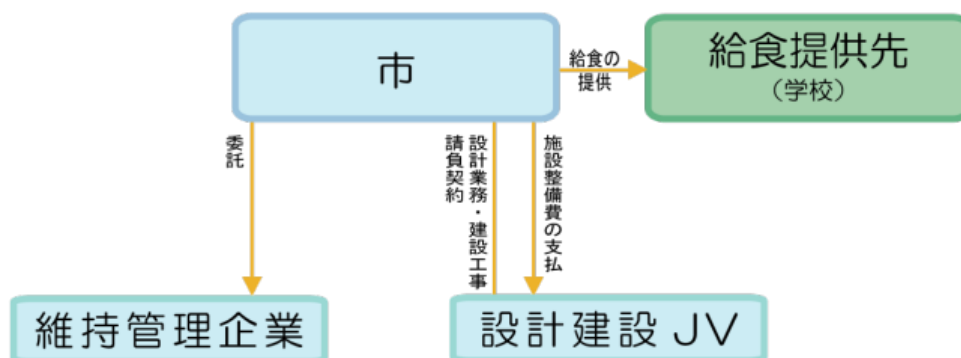 市
給食の
提供
給食提供先
（学校）
委託
設計業務・建設工事
請負契約
施設整備費の支払
維持管理企業
設計建設 JV